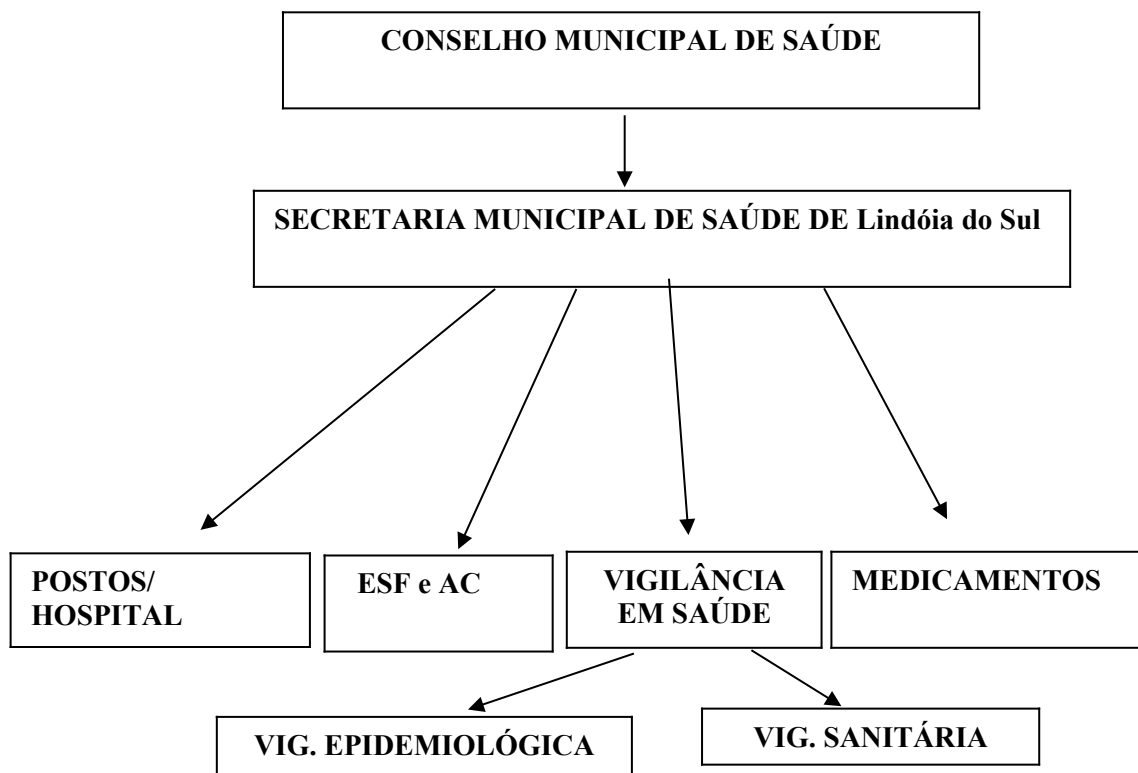 CONSELHO MUNICIPAL DE SAÚDE
SECRETARIA MUNICIPAL DE SAÚDE DE Lindóia do Sul
POSTOS/
HOSPITAL
ESF e AC
VIGILÂNCIA
EM SAÚDE
MEDICAMENTOS
VIG. EPIDEMIOLÓGICA
VIG. SANITÁRIA